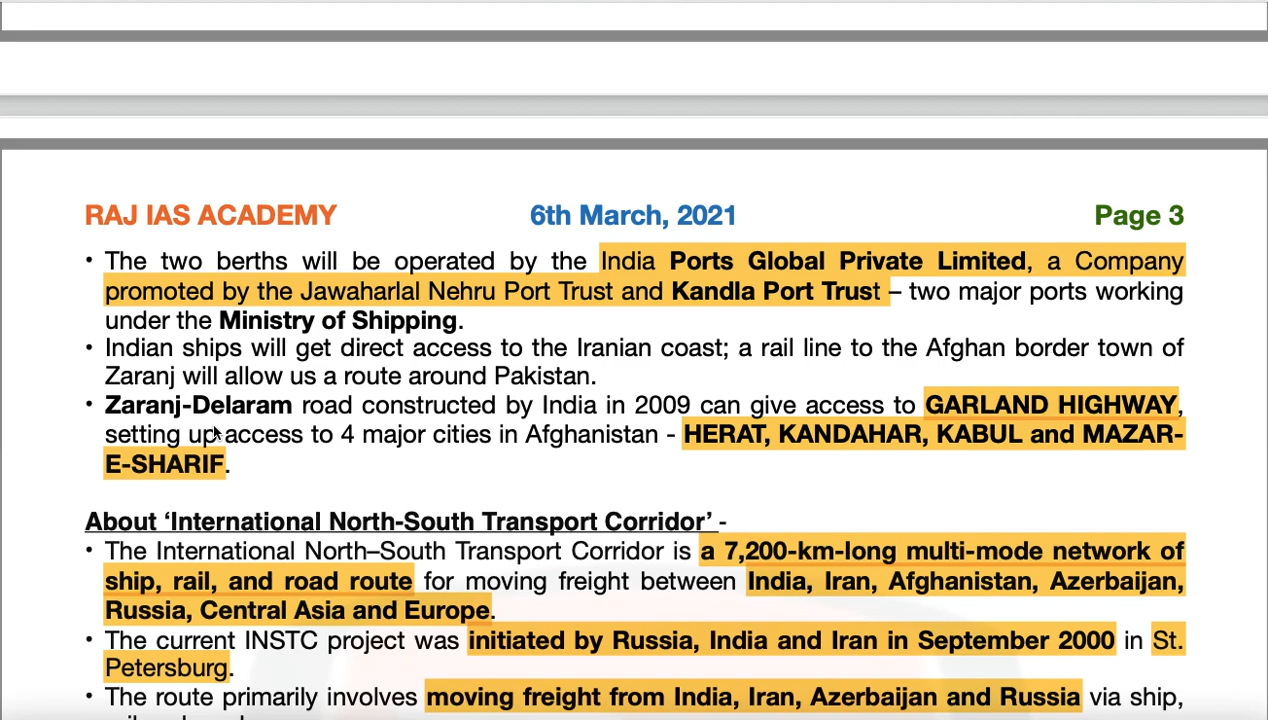 RAJ IAS ACADEMY 6th March, 2021 Page 3
• The two berths will be operated by the India Ports Global Private Limited, a Company
promoted by the Jawaharlal Nehru Port Trust and Kandla Port Trust – two major ports working
under the Ministry of Shipping.
• Indian ships will get direct access to the Iranian coast; a rail line to the Afghan border town of
Zaranj will allow us a route around Pakistan.
• Zaranj-Delaram road constructed by India in 2009 can give access to GARLAND HIGHWAY,
setting up access to 4 major cities in Afghanistan - HERAT, KANDAHAR, KABUL and MAZAR-
E-SHARIF.
About ‘International North-South Transport Corridor’ -
• The International North–South Transport Corridor is a 7,200-km-long multi-mode network of
ship, rail, and road route for moving freight between India, Iran, Afghanistan, Azerbaijan,
Russia, Central Asia and Europe.
• The current INSTC project was initiated by Russia, India and Iran in September 2000 in St.
Petersburg.
• The route primarily involves moving freight from India, Iran, Azerbaijan and Russia via ship,